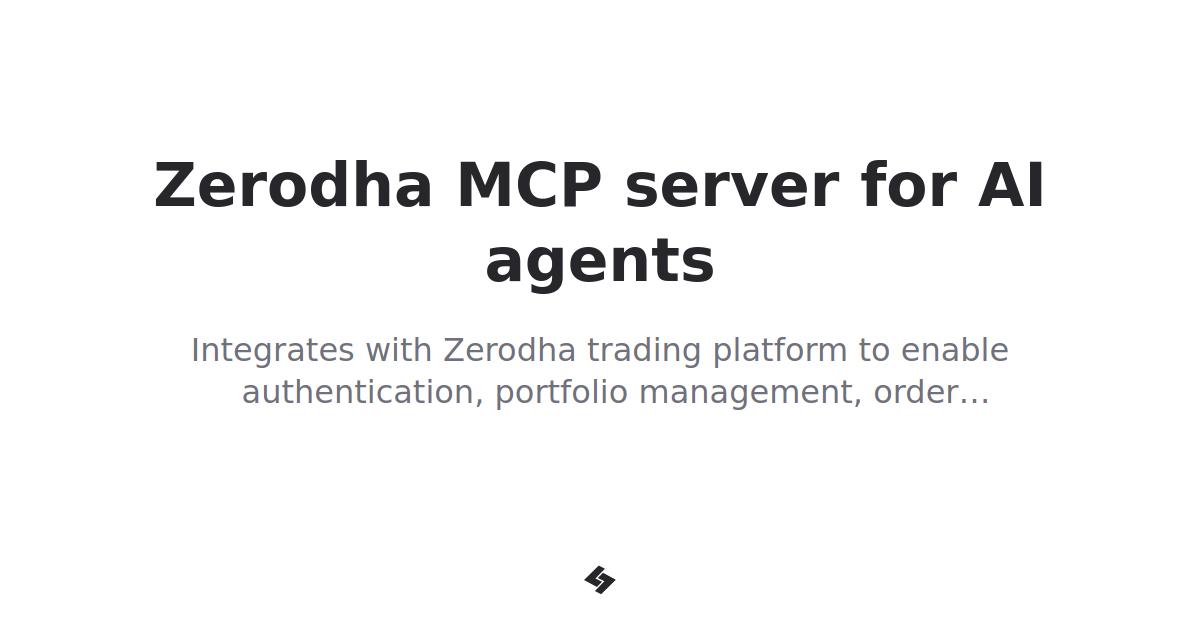 Zerodha MCP server for AI
agents
Integrates with Zerodha trading platform to enable
authentication, portfolio management, order...